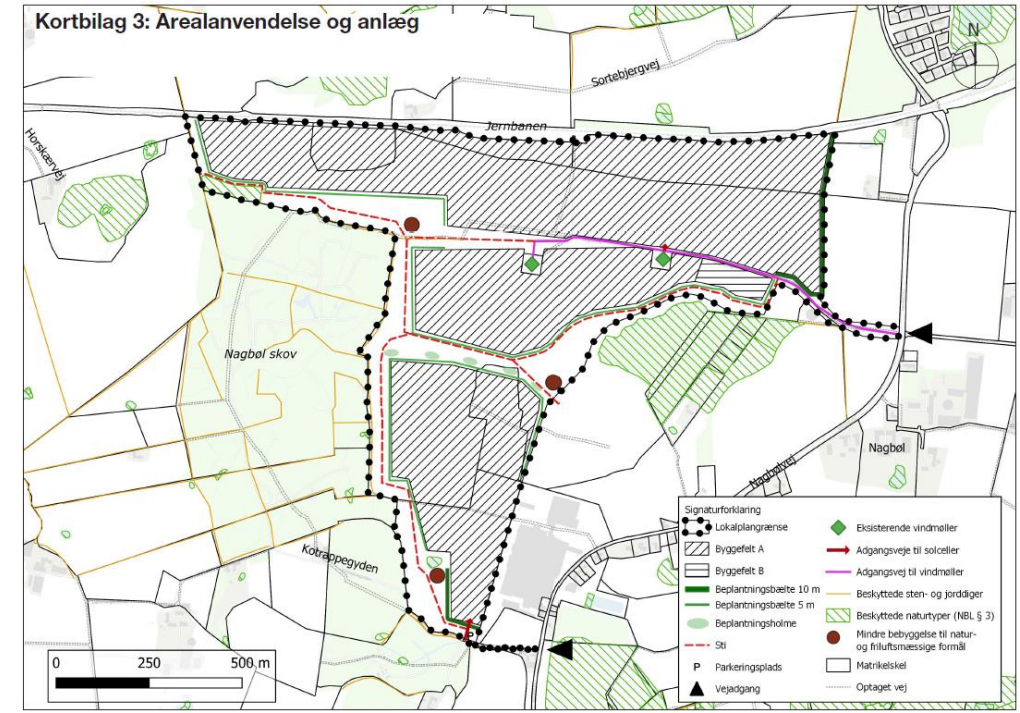 Kortbilag 3: Arealanvendelse og anlæg
N
Sortebjergvej
Jernbanen
Horskærvej
Nagbøl skov
Nagbøl
Nagbølvej
Kotrappegyden
P
0 250 500 m
Signaturforklaring
Lokalplangrænse
Byggefelt A
Byggefelt B
Beplantningsbælte 10 m
Beplantningsbælte 5 m
Beplantningsholme
Sti
P Parkeringsplads
Vejadgang
Eksisterende vindmøller
Adgangsveje til solceller
Adgangsvej til vindmøller
Beskyttede sten- og jorddiger
Beskyttede naturtyper (NBL § 3)
Mindre bebyggelse til natur-
og friluftsmæssige formål
Matrikelskel
Optaget vej